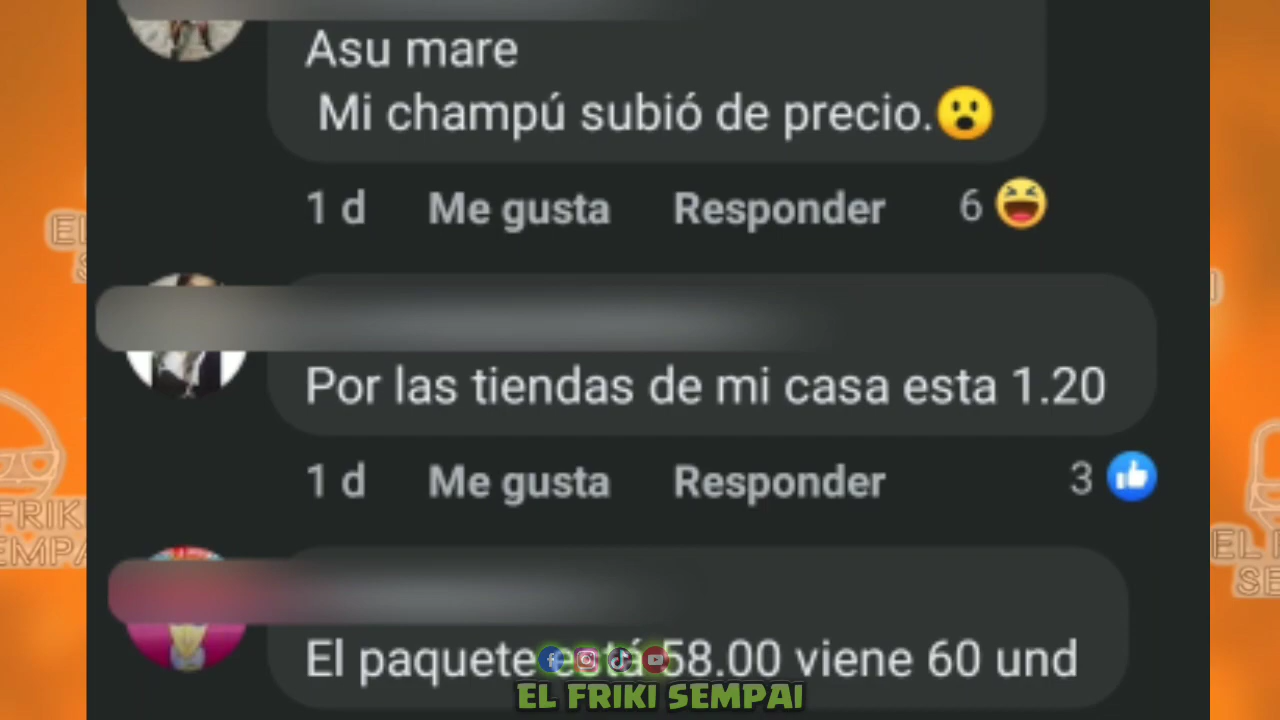 Asu mare
Mi champú subió de precio.😮
1 d Me gusta Responder 6 😆
Por las tiendas de mi casa esta 1.20
1 d Me gusta Responder 3 👍
El paquete está 58.00 viene 60 und
EL FRIKI SEMPAI